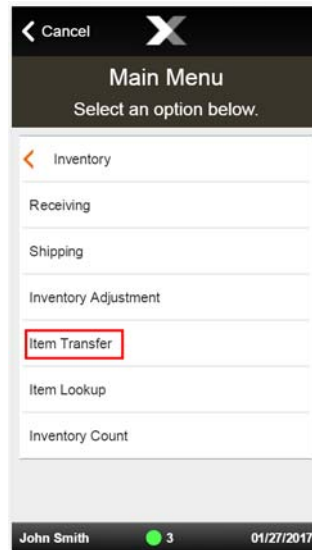 Cancel
Main Menu
Select an option below.
Inventory
Receiving
Shipping
Inventory Adjustment
Item Transfer
Item Lookup
Inventory Count
John Smith 3 01/27/2017